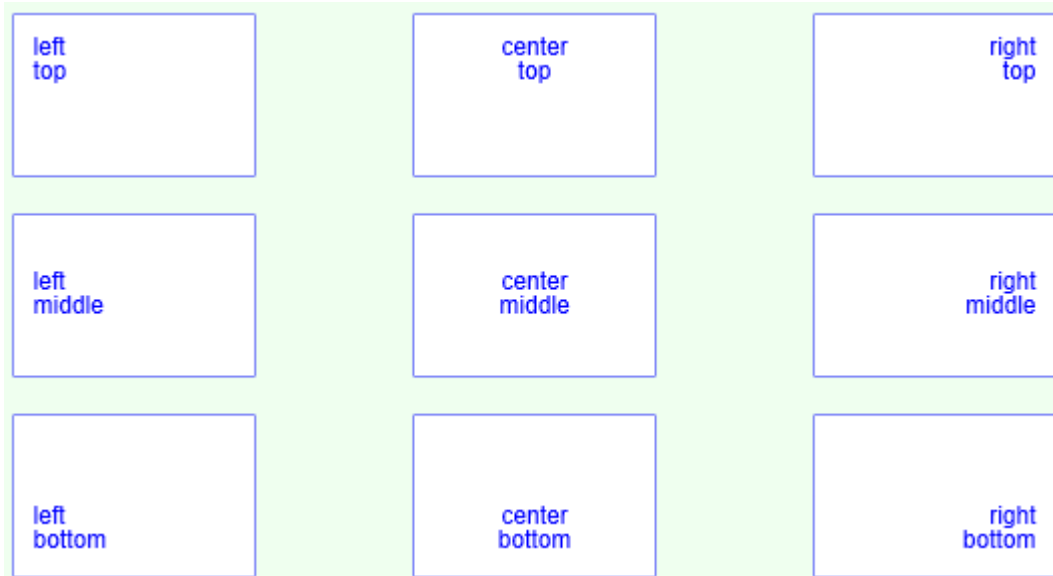 left
top
center
top
right
top
left
middle
center
middle
right
middle
left
bottom
center
bottom
right
bottom